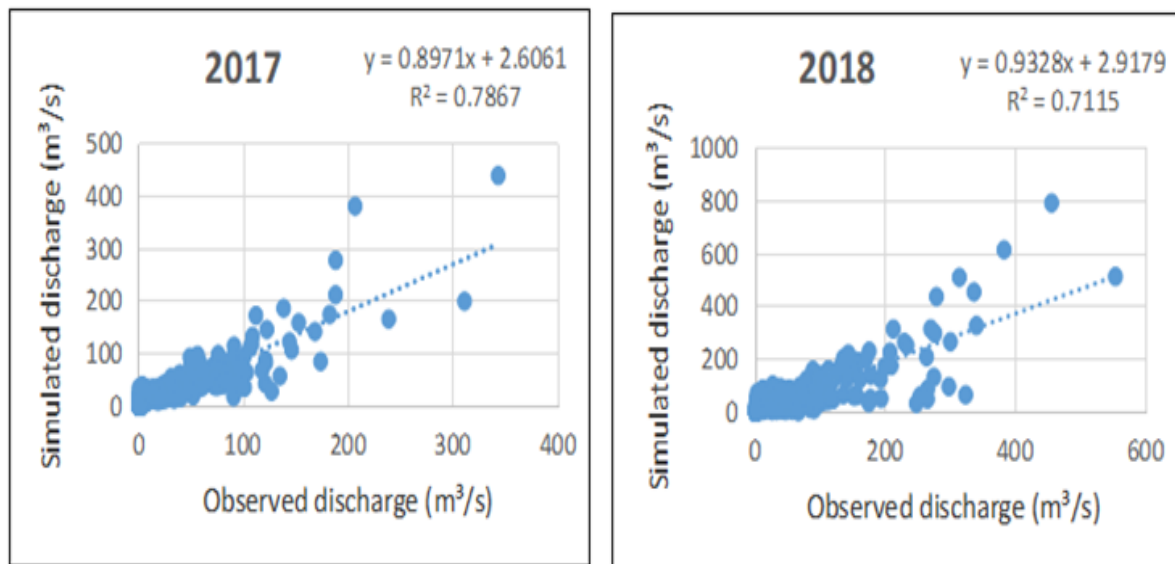 2017
y = 0.8971x + 2.6061
R² = 0.7867
Simulated discharge (m³/s)
500
400
300
200
100
0
0 100 200 300 400
Observed discharge (m³/s)
2018
y = 0.9328x + 2.9179
R² = 0.7115
Simulated discharge (m³/s)
1000
800
600
400
200
0
0 200 400 600
Observed discharge (m³/s)